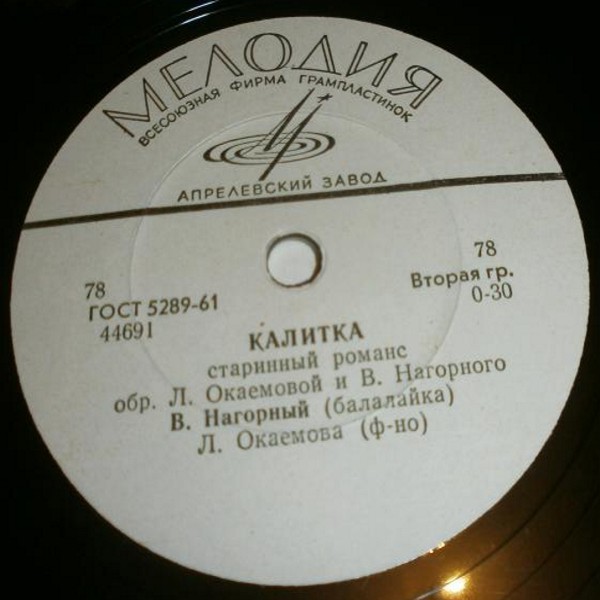 МЕЛОДИЯ
ВСЕСОЮЗНАЯ ФИРМА ГРАМПЛАСТИНОК
АПРЕЛЕВСКИЙ ЗАВОД
78
ГОСТ 5289-61
44691
78
Вторая гр.
0-30
КАЛИТКА
старинный романс
обр. Л. Окаемовой и В. Нагорного
В. Нагорный (балалайка)
Л. Окаемова (ф-но)